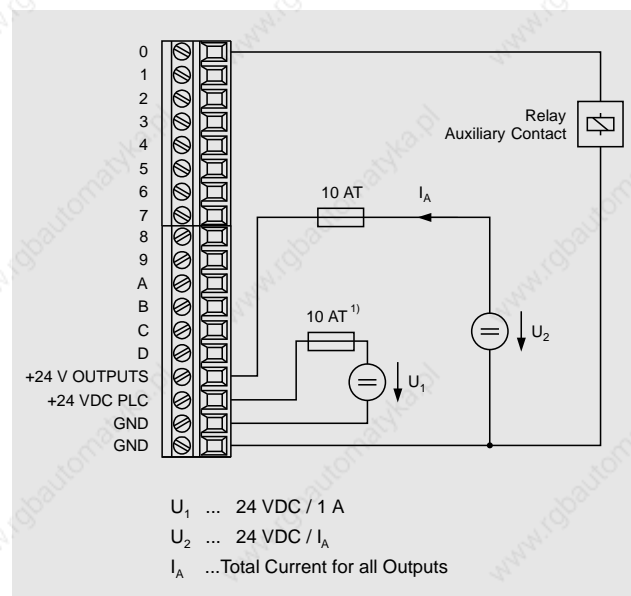 0
1
2
3
4
5
6
7
8
9
A
B
C
D
+24 V OUTPUTS
+24 VDC PLC
GND
GND
Relay
Auxiliary Contact
10 AT
I_A
10 AT 1)
U_1
U_2
U_1 ... 24 VDC / 1 A
U_2 ... 24 VDC / I_A
I_A ...Total Current for all Outputs
www.rgbautomatyka.pl